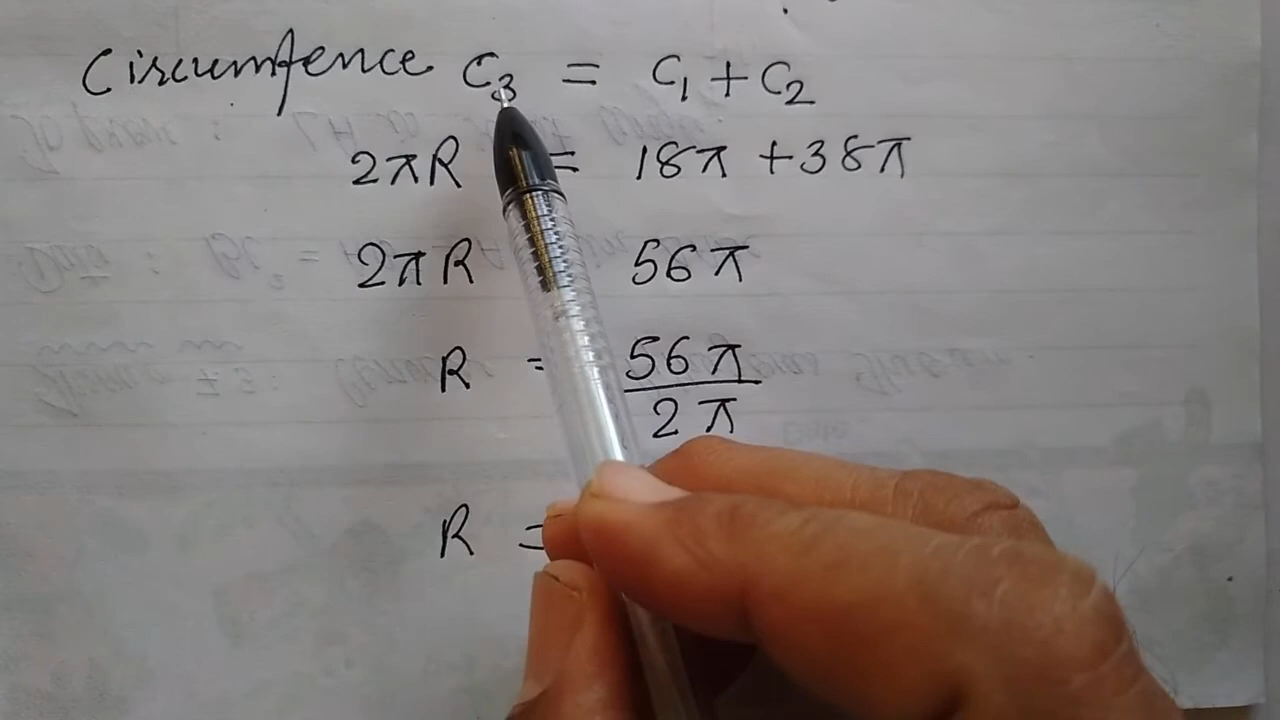 Circumfence C₃ = C₁ + C₂
2πR = 18π + 38π
2πR 56π
R = 56π / 2π
R =